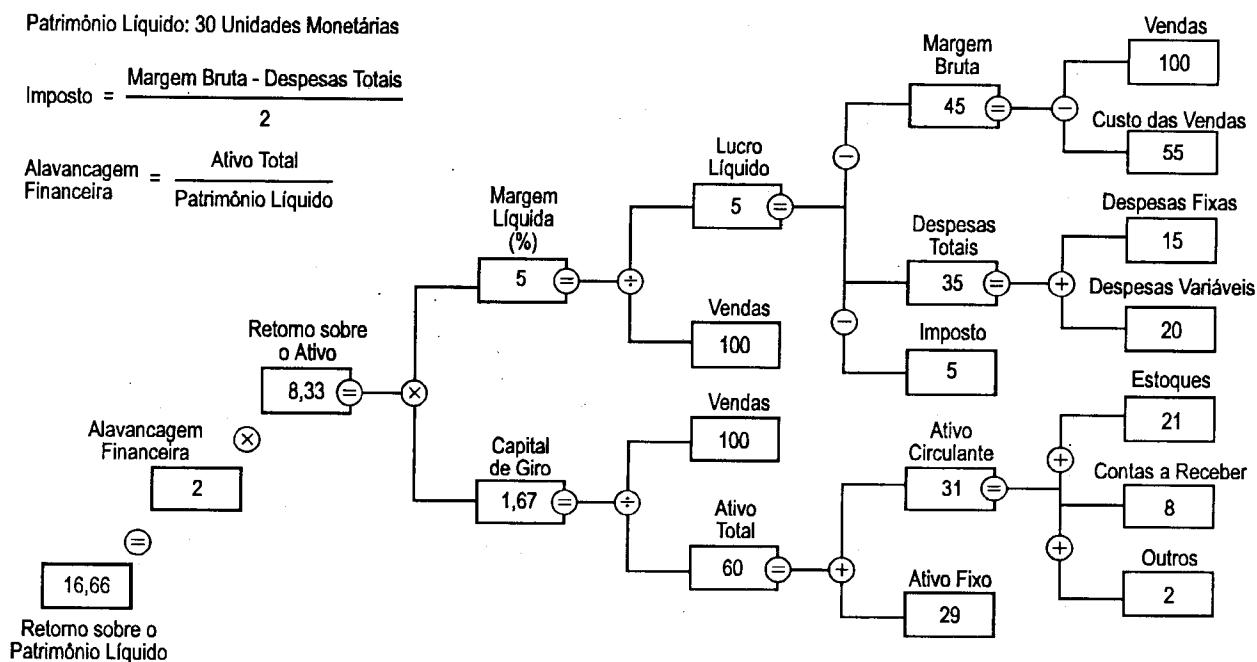 Patrimônio Líquido: 30 Unidades Monetárias
Imposto = Margem Bruta - Despesas Totais
2
Alavancagem
Financeira = Ativo Total
Patrimônio Líquido
Vendas
100
−
Custo das Vendas
55
Margem
Bruta
45 =
−
Lucro
Líquido
5 =
Despesas Fixas
15
+
Despesas Variáveis
20
Despesas
Totais
35 =
−
Imposto
5
Margem
Líquida
(%)
5 =
÷
Vendas
100
Retorno sobre
o Ativo
8,33 =
×
Vendas
100
Capital
de Giro
1,67 =
÷
Ativo
Total
60 =
+
Ativo
Circulante
31 =
Estoques
21
+
Contas a Receber
8
+
Outros
2
Ativo Fixo
29
×
Alavancagem
Financeira
2
=
16,66
Retorno sobre o
Patrimônio Líquido